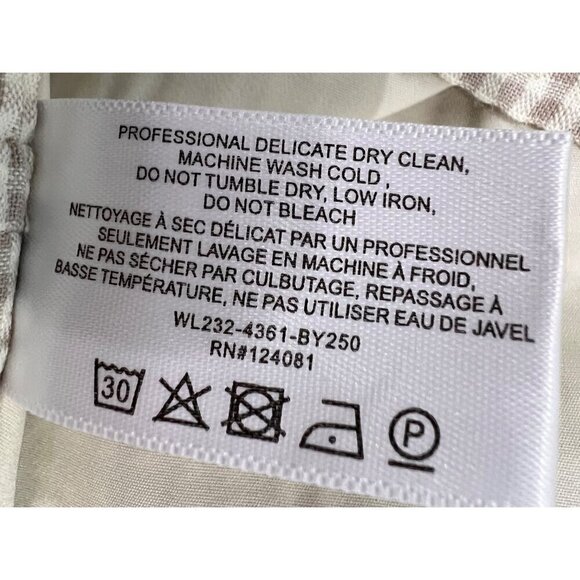 PROFESSIONAL DELICATE DRY CLEAN,
MACHINE WASH COLD ,
DO NOT TUMBLE DRY, LOW IRON,
DO NOT BLEACH
NETTOYAGE À SEC DÉLICAT PAR UN PROFESSIONNEL
SEULEMENT LAVAGE EN MACHINE À FROID,
NE PAS SÉCHER PAR CULBUTAGE, REPASSAGE À
BASSE TEMPÉRATURE, NE PAS UTILISER EAU DE JAVEL
WL232-4361-BY250
RN#124081
30 P